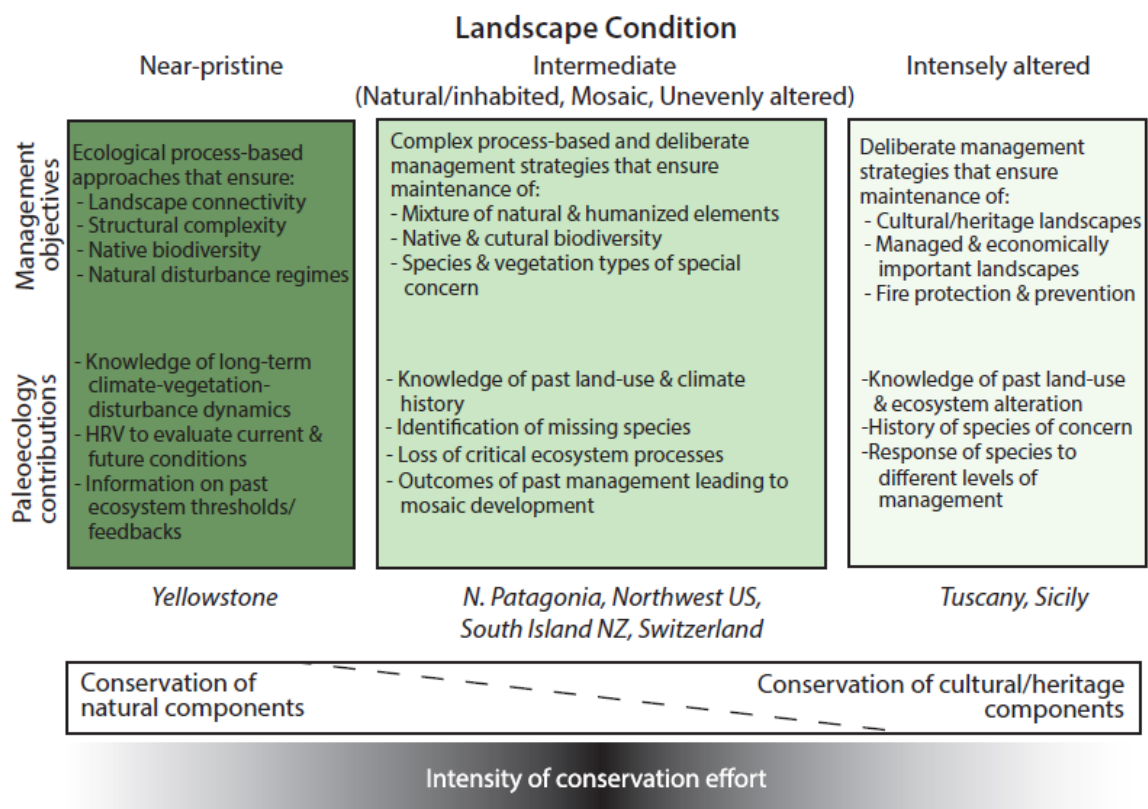 Landscape Condition
Near-pristine
Intermediate
(Natural/inhabited, Mosaic, Unevenly altered)
Intensely altered
Management
objectives
Ecological process-based
approaches that ensure:
- Landscape connectivity
- Structural complexity
- Native biodiversity
- Natural disturbance regimes
Complex process-based and deliberate
management strategies that ensure
maintenance of:
- Mixture of natural & humanized elements
- Native & cutural biodiversity
- Species & vegetation types of special
concern
Deliberate management
strategies that ensure
maintenance of:
- Cultural/heritage landscapes
- Managed & economically
important landscapes
- Fire protection & prevention
Paleoecology
contributions
- Knowledge of long-term
climate-vegetation-
disturbance dynamics
- HRV to evaluate current &
future conditions
- Information on past
ecosystem thresholds/
feedbacks
- Knowledge of past land-use & climate
history
- Identification of missing species
- Loss of critical ecosystem processes
- Outcomes of past management leading to
mosaic development
-Knowledge of past land-use
& ecosystem alteration
-History of species of concern
-Response of species to
different levels of
management
Yellowstone
N. Patagonia, Northwest US,
South Island NZ, Switzerland
Tuscany, Sicily
Conservation of
natural components
Conservation of cultural/heritage
components
Intensity of conservation effort